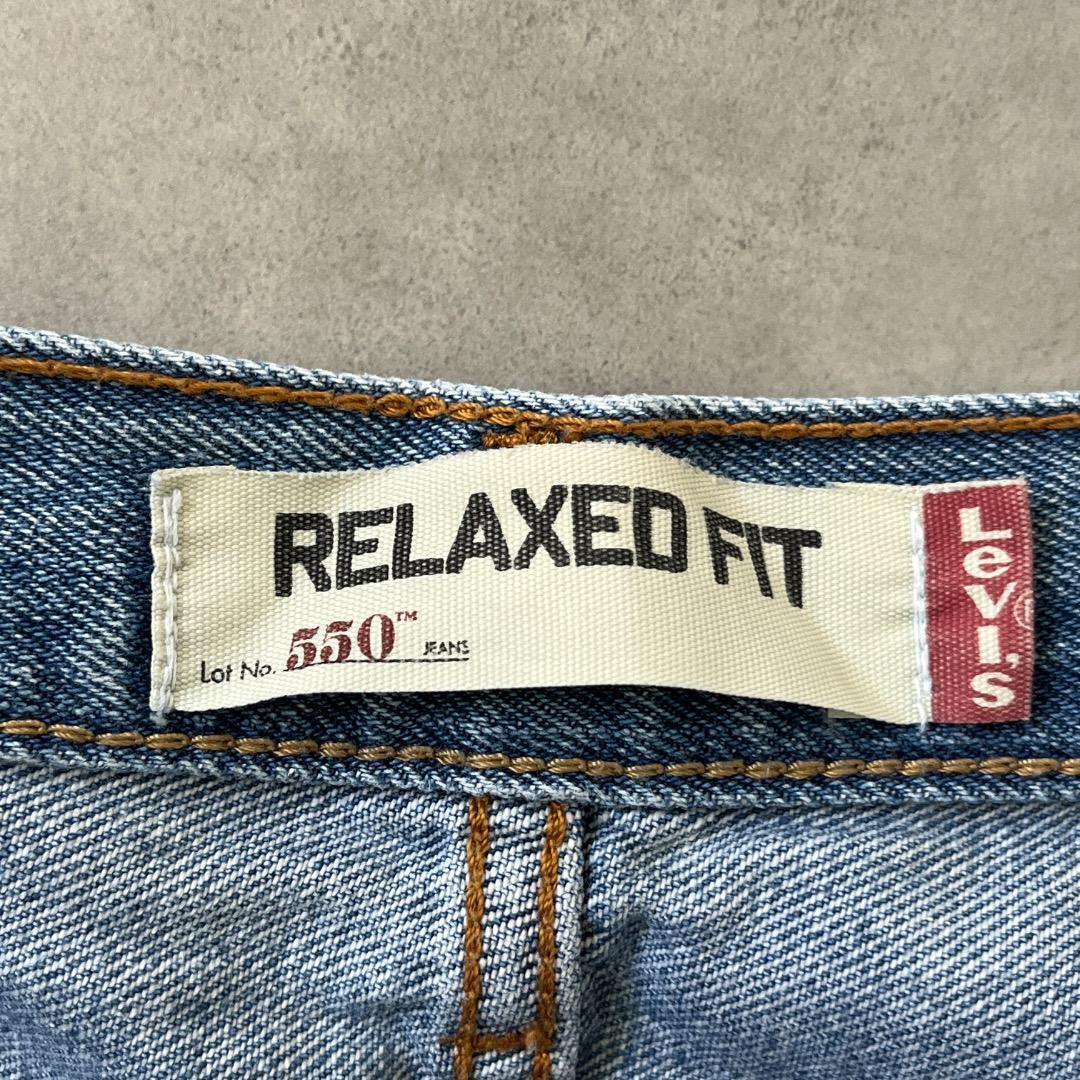 RELAXED FIT
Lot No. 550™ JEANS
Levi's®